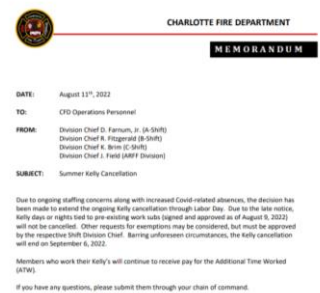 CHARLOTTE FIRE DEPARTMENT
MEMORANDUM
DATE: August 11th, 2022
TO: CFD Operations Personnel
FROM: Division Chief D. Farnum, Jr. (A-Shift)
Division Chief R. Fitzgerald (B-Shift)
Division Chief K. Brim (C-Shift)
Division Chief J. Field (ARFF Division)
SUBJECT: Summer Kelly Cancellation
Due to ongoing staffing concerns along with increased Covid-related absences, the decision has
been made to extend the ongoing Kelly cancellation through Labor Day. Due to the late notice,
Kelly days or nights tied to pre-existing work subs (signed and approved as of August 9, 2022)
will not be cancelled. Other requests for exemptions may be considered, but must be approved
by the respective Shift Division Chief. Barring unforeseen circumstances, the Kelly cancellation
will end on September 6, 2022.
Members who work their Kelly's will continue to receive pay for the Additional Time Worked
(ATW).
If you have any questions, please submit them through your chain of command.